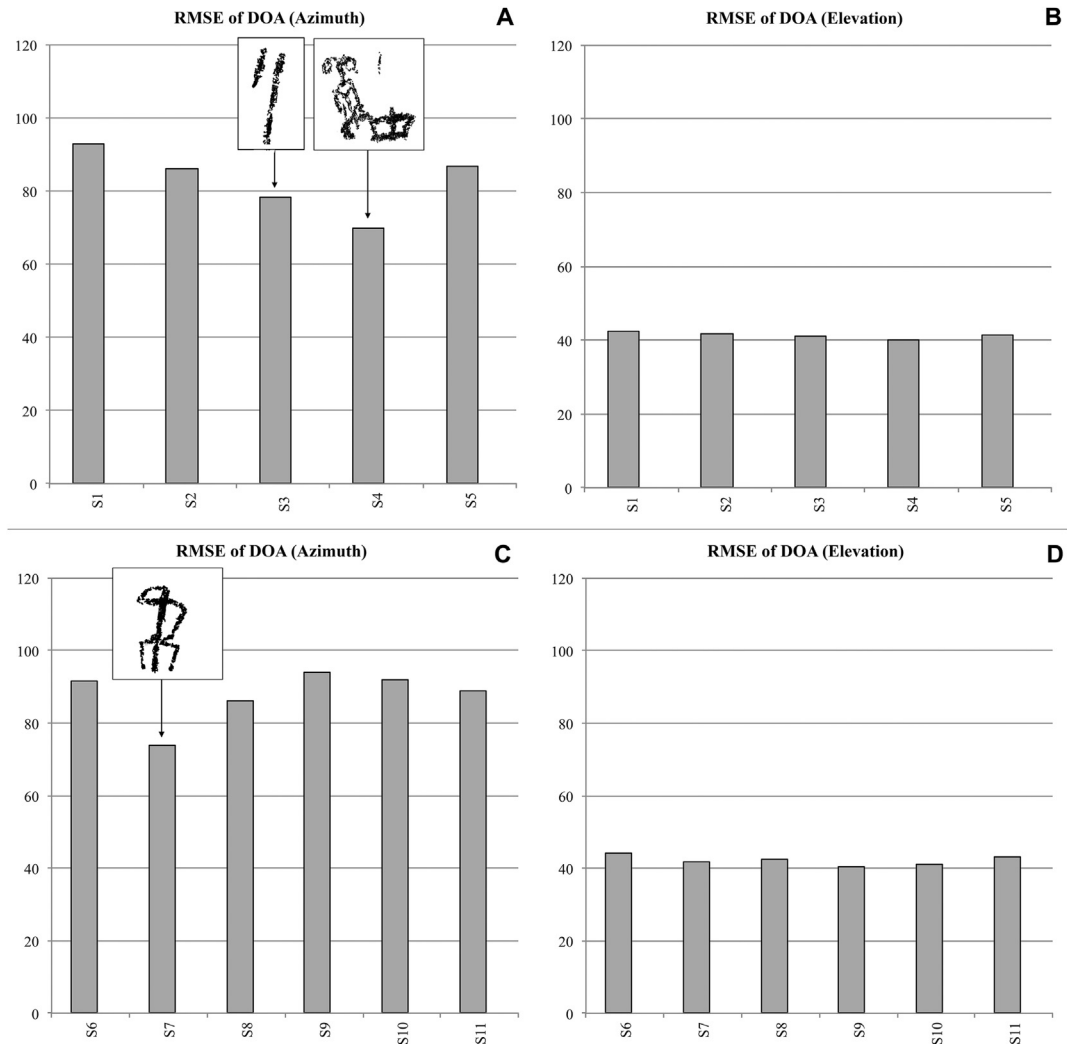 RMSE of DOA (Azimuth)
A
120
100
80
60
40
20
0
S1
S2
S3
S4
S5
RMSE of DOA (Elevation)
B
120
100
80
60
40
20
0
S1
S2
S3
S4
S5
RMSE of DOA (Azimuth)
C
120
100
80
60
40
20
0
S6
S7
S8
S9
S10
S11
RMSE of DOA (Elevation)
D
120
100
80
60
40
20
0
S6
S7
S8
S9
S10
S11